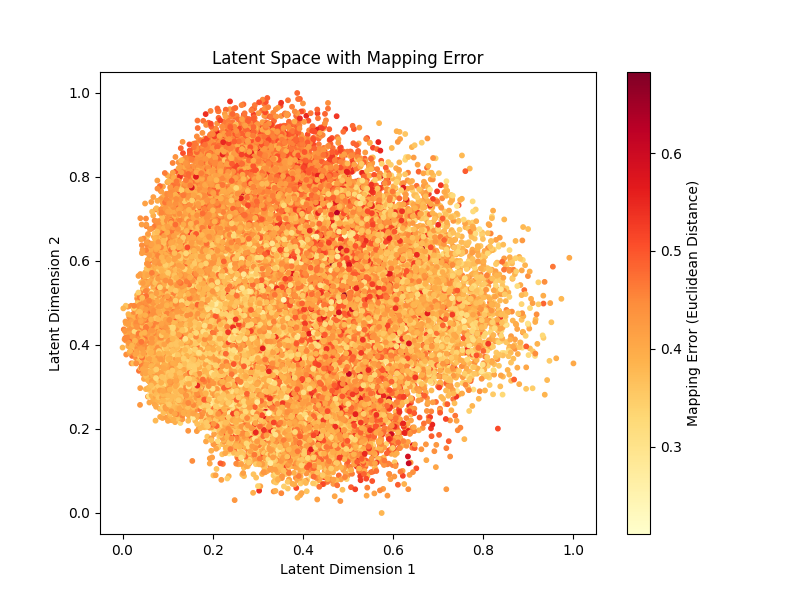 Latent Space with Mapping Error
Latent Dimension 2
1.0
0.8
0.6
0.4
0.2
0.0
0.0 0.2 0.4 0.6 0.8 1.0
Latent Dimension 1
0.6
0.5
0.4
0.3
Mapping Error (Euclidean Distance)